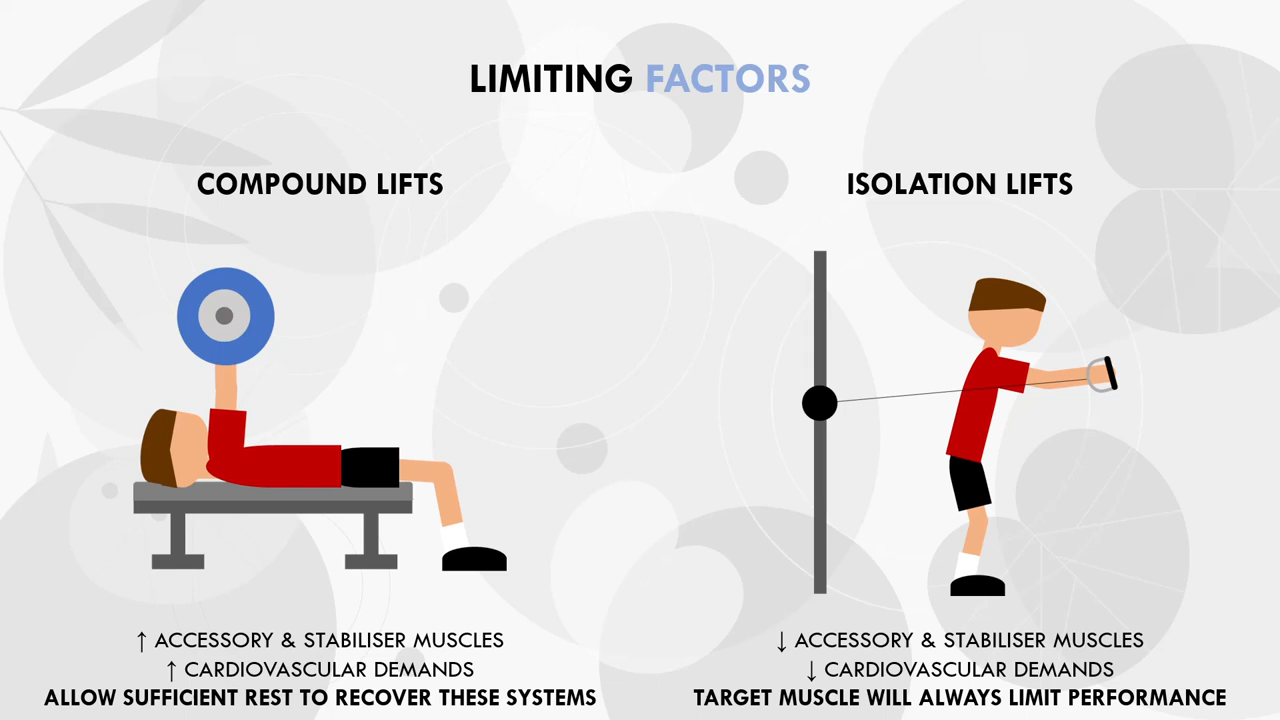 LIMITING FACTORS
COMPOUND LIFTS
↑ ACCESSORY & STABILISER MUSCLES
↑ CARDIOVASCULAR DEMANDS
ALLOW SUFFICIENT REST TO RECOVER THESE SYSTEMS
ISOLATION LIFTS
↓ ACCESSORY & STABILISER MUSCLES
↓ CARDIOVASCULAR DEMANDS
TARGET MUSCLE WILL ALWAYS LIMIT PERFORMANCE